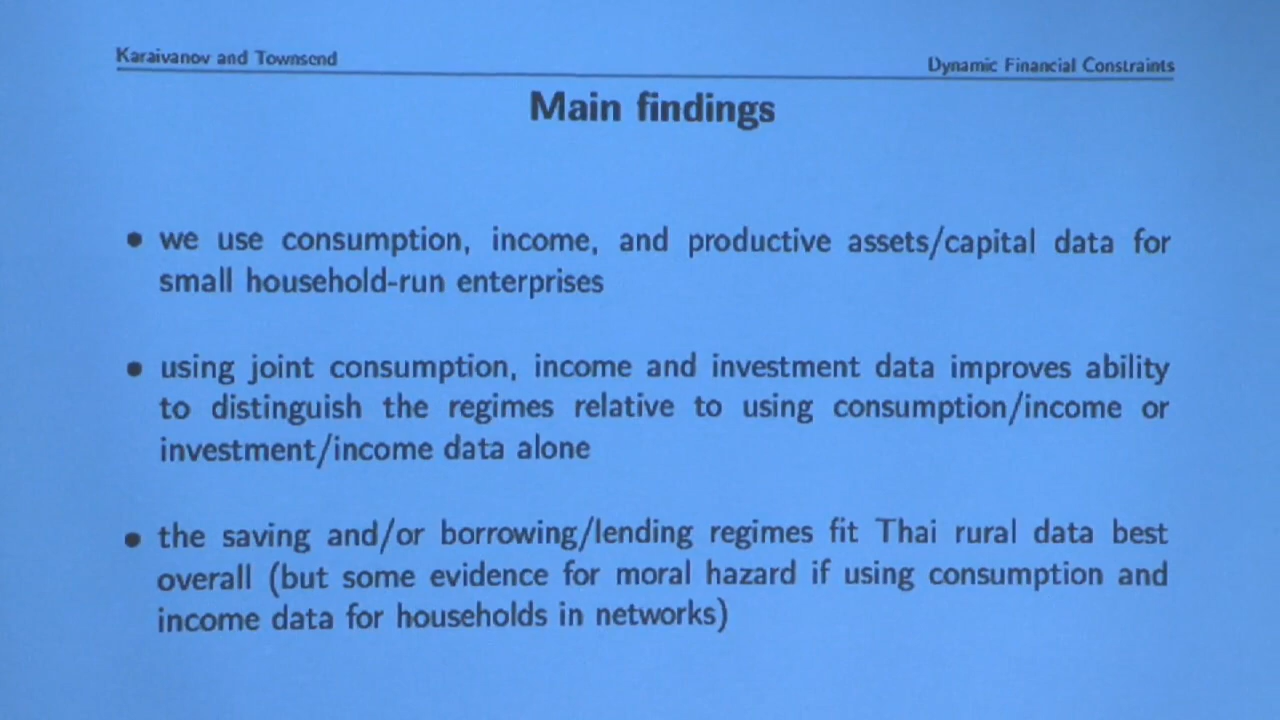 Karaivanov and Townsend
Dynamic Financial Constraints
Main findings
• we use consumption, income, and productive assets/capital data for
small household-run enterprises
• using joint consumption, income and investment data improves ability
to distinguish the regimes relative to using consumption/income or
investment/income data alone
• the saving and/or borrowing/lending regimes fit Thai rural data best
overall (but some evidence for moral hazard if using consumption and
income data for households in networks)